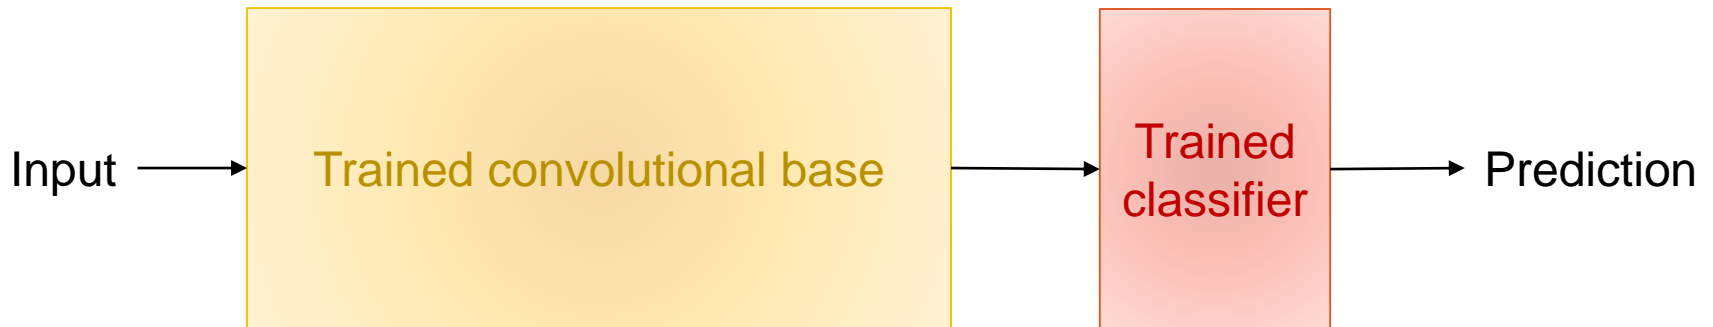 Input
Trained convolutional base
Trained
classifier
Prediction